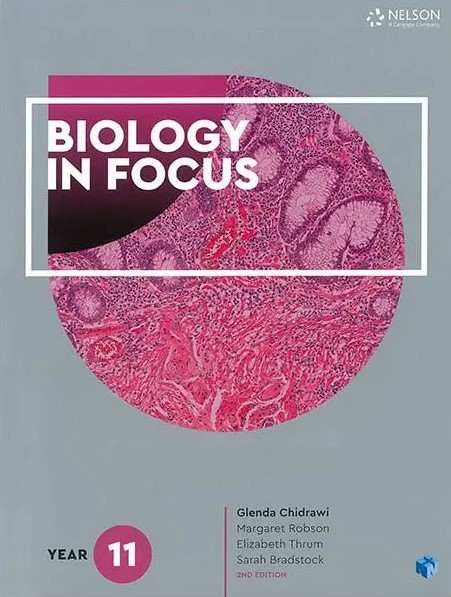 NELSON
A Cengage Company
BIOLOGY
IN FOCUS
Glenda Chidrawi
Margaret Robson
Elizabeth Thrum
Sarah Bradstock
2ND EDITION
YEAR 11